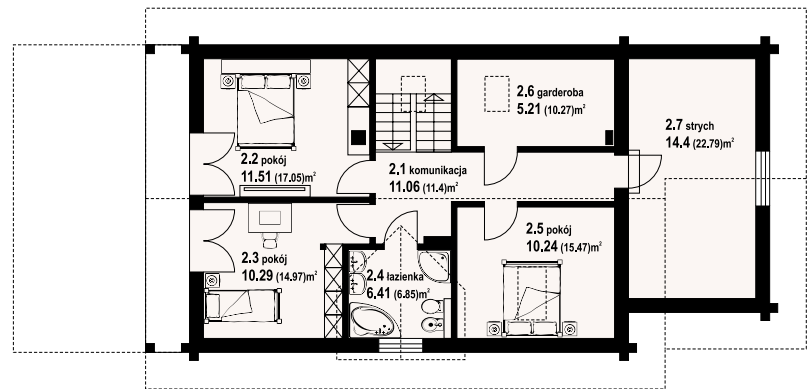 2.6 garderoba
5.21 (10.27)m²
2.7 strych
14.4 (22.79)m²
2.2 pokój
11.51 (17.05)m²
2.1 komunikacja
11.06 (11.4)m²
2.3 pokój
10.29 (14.97)m²
2.4 łazienka
6.41 (6.85)m²
2.5 pokój
10.24 (15.47)m²